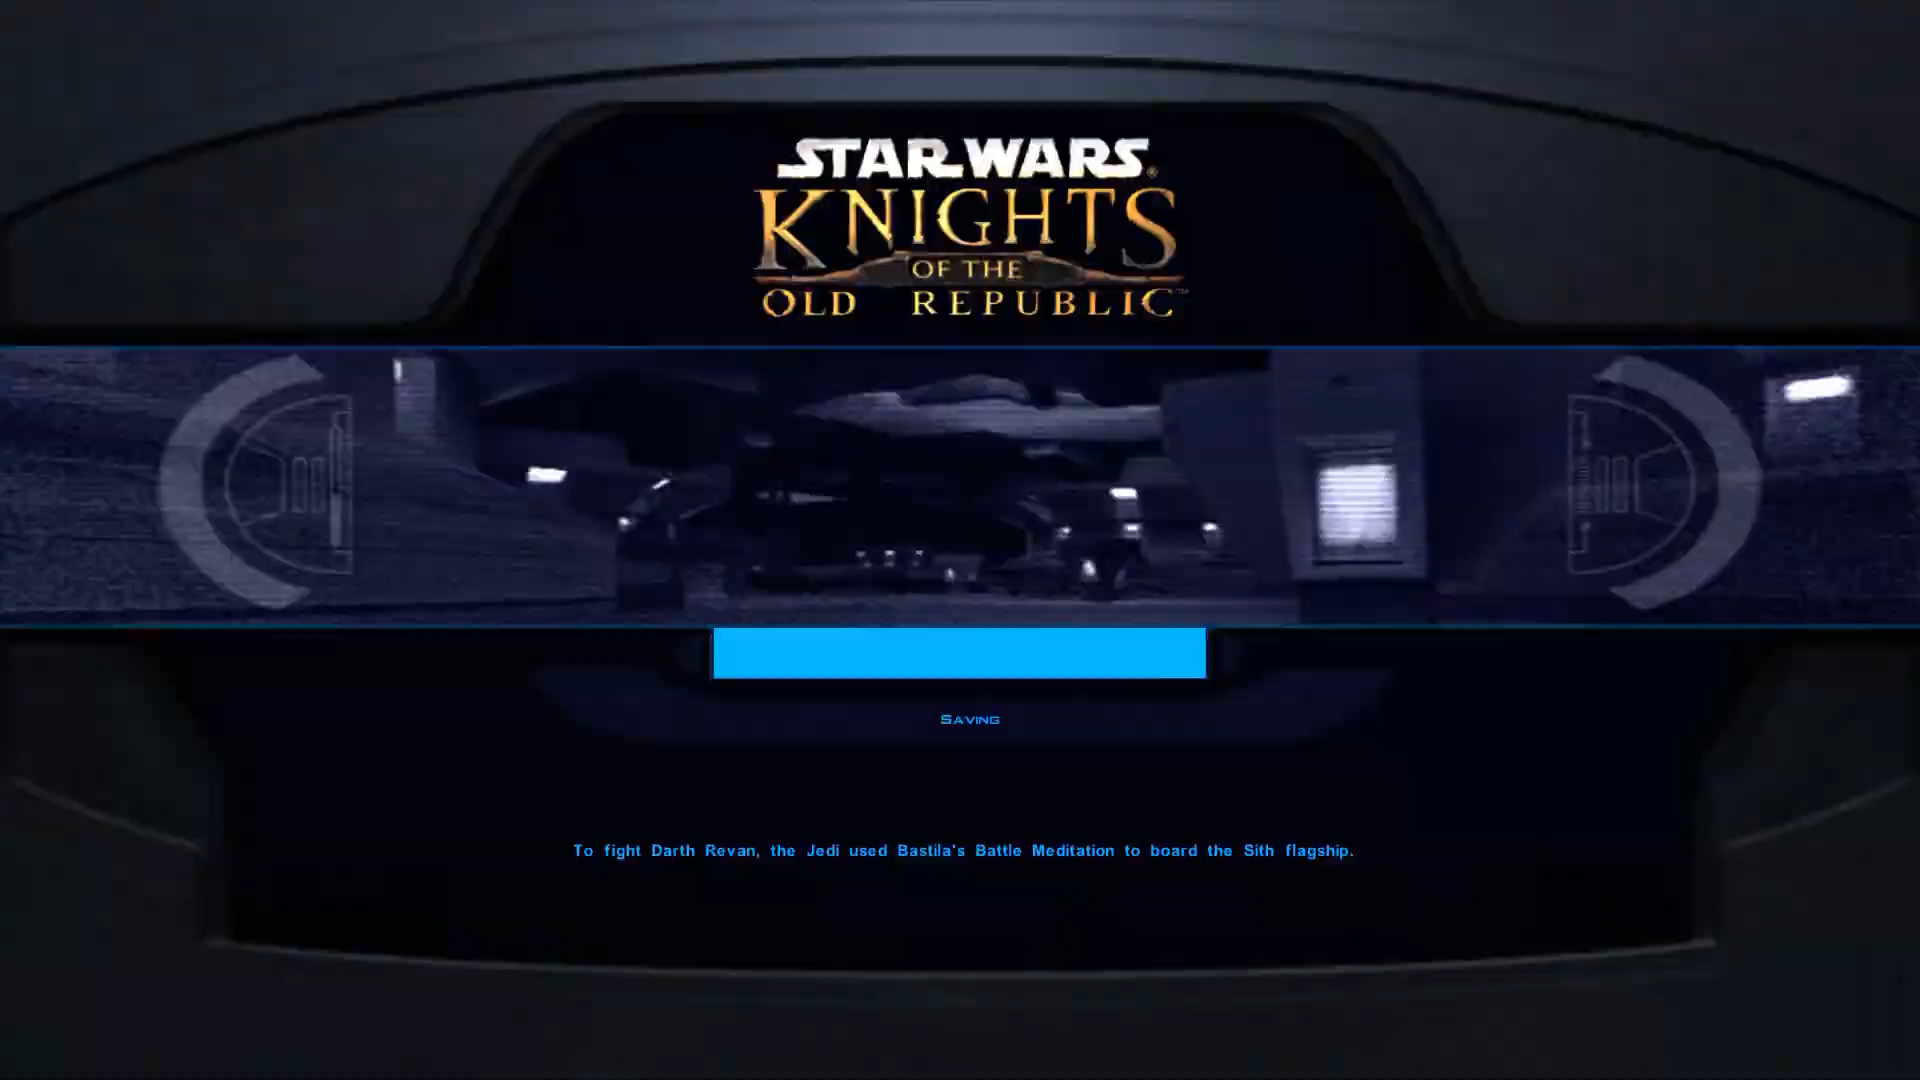 STAR WARS®
KNIGHTS
OF THE
OLD REPUBLIC™
SAVING
To fight Darth Revan, the Jedi used Bastila's Battle Meditation to board the Sith flagship.